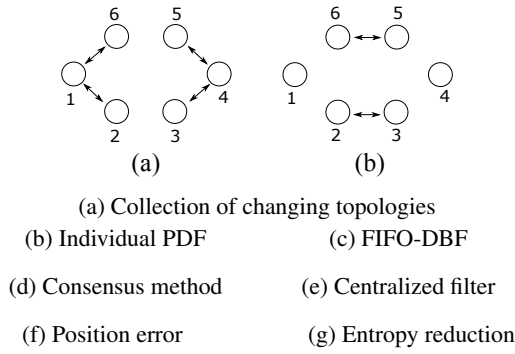 6 5 6 5
1 4 1 4
2 3 2 3
(a) (b)
(a) Collection of changing topologies
(b) Individual PDF (c) FIFO-DBF
(d) Consensus method (e) Centralized filter
(f) Position error (g) Entropy reduction